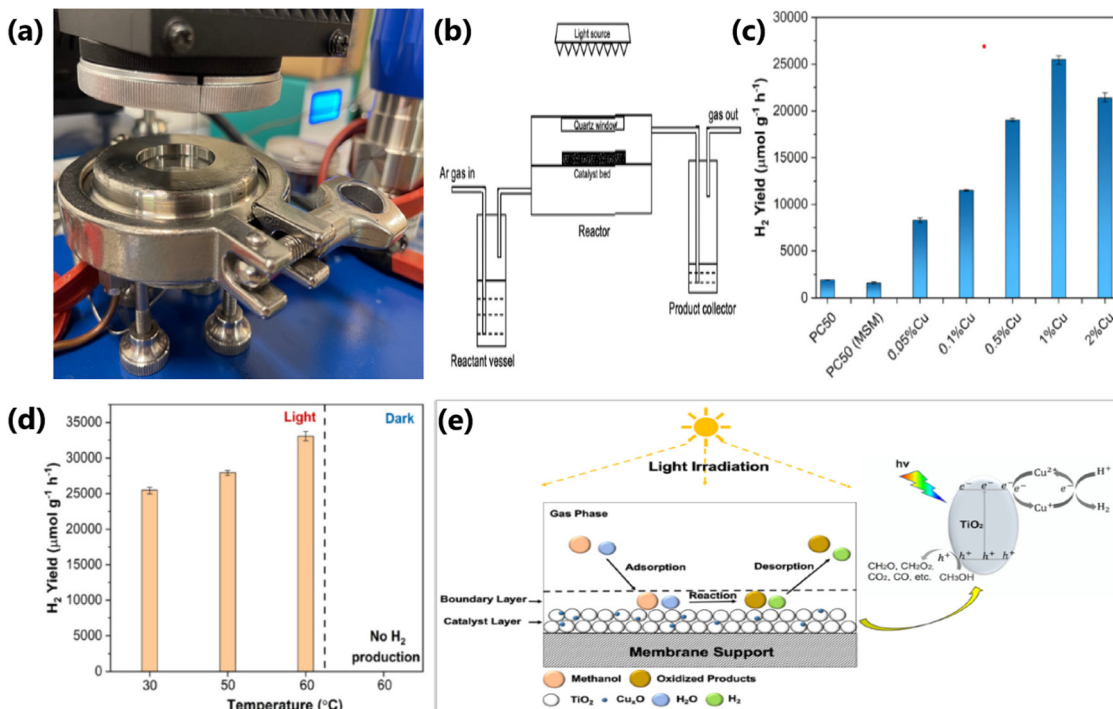 (a)
(b)
Light source
Quartz window
Catalyst bed
Reactor
Ar gas in
gas out
Reactant vessel
Product collector
(c)
H₂ Yield (μmol g⁻¹ h⁻¹)
30000
25000
20000
15000
10000
5000
0
PC50
PC50 (MSM)
0.05%Cu
0.1%Cu
0.5%Cu
1%Cu
2%Cu
(d)
H₂ Yield (μmol g⁻¹ h⁻¹)
35000
30000
25000
20000
15000
10000
5000
0
Light
Dark
No H₂
production
30
50
60
60
Temperature (°C)
(e)
Light Irradiation
Gas Phase
Adsorption
Desorption
Boundary Layer
Reaction
Catalyst Layer
Membrane Support
Methanol
Oxidized Products
TiO₂
CuₓO
H₂O
H₂
hν
e⁻ e⁻ e⁻
e⁻
Cu²⁺
H⁺
e⁻
Cu⁺
H₂
TiO₂
h⁺
h⁺ h⁺ h⁺
CH₂O, CH₂O₂,
CO₂, CO, etc.
CH₃OH